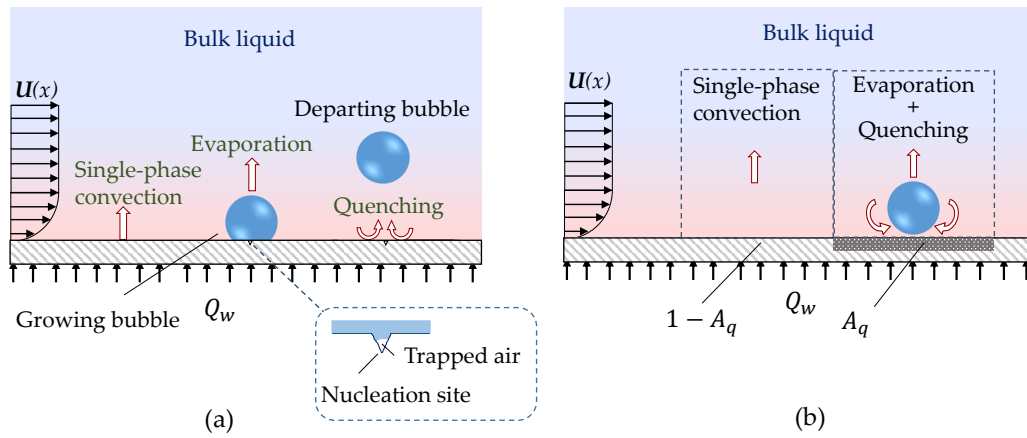 Bulk liquid
u(x)
Departing bubble
Evaporation
Single-phase
convection
Quenching
Growing bubble
Q_w
Trapped air
Nucleation site
(a)
Bulk liquid
u(x)
Single-phase
convection
Evaporation
+
Quenching
Q_w
1 − A_q
A_q
(b)